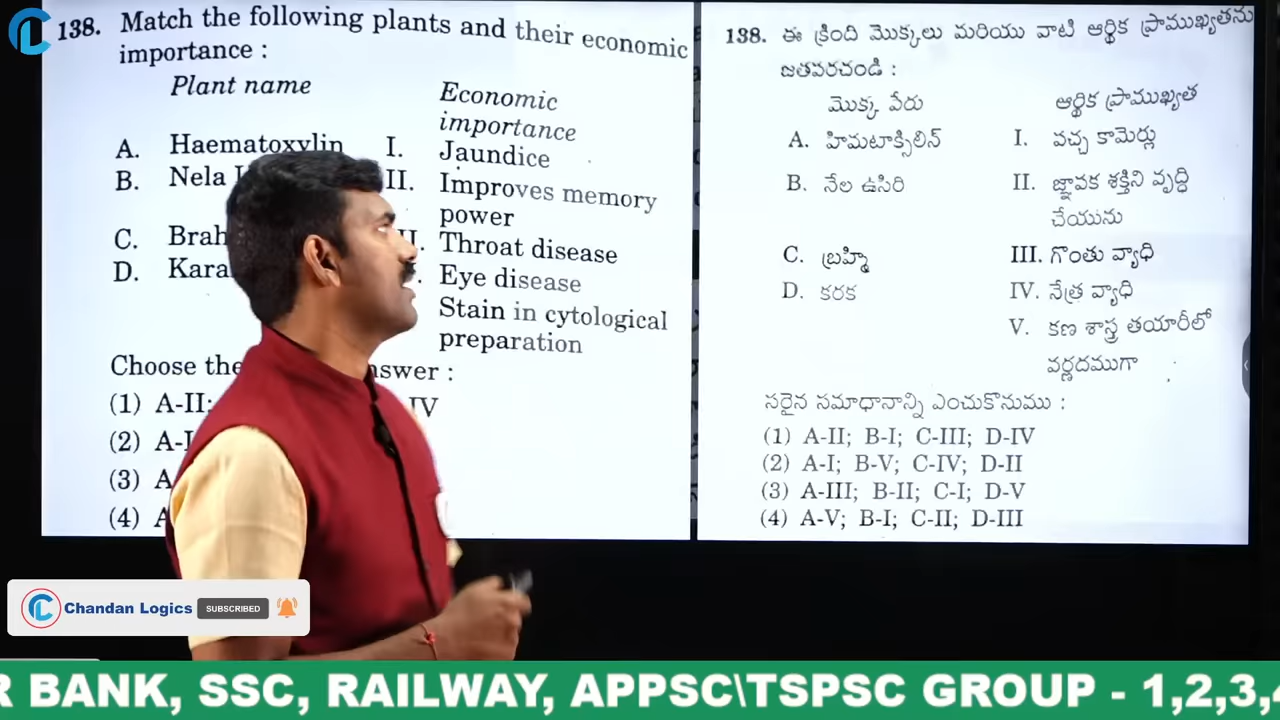 138. Match the following plants and their economic
importance :
Plant name
Economic
importance
A. Haematoxylin I. Jaundice
B. Nela II. Improves memory
power
C. Throat disease
D. Eye disease
Stain in cytological
preparation
Choose the :
(1) A-II; IV
(2)
(3)
(4)
138. ఈ క్రింది మొక్కలు మరియు వాటి ఆర్థిక ప్రాముఖ్యతను
జతపరచండి :
మొక్క పేరు ఆర్థిక ప్రాముఖ్యత
A. హిమటాక్సిలిన్ I. పచ్చ కామెర్లు
B. నేల ఉసిరి II. జ్ఞాపక శక్తిని వృద్ధి
చేయును
C. బ్రహ్మి III. గొంతు వ్యాధి
D. కరక IV. నేత్ర వ్యాధి
V. కణ శాస్త్ర తయారీలో
వర్ణదముగా
సరైన సమాధానాన్ని ఎంచుకొనుము :
(1) A-II; B-I; C-III; D-IV
(2) A-I; B-V; C-IV; D-II
(3) A-III; B-II; C-I; D-V
(4) A-V; B-I; C-II; D-III
Chandan Logics SUBSCRIBED
BANK, SSC, RAILWAY, APPSC\TSPSC GROUP - 1,2,3,